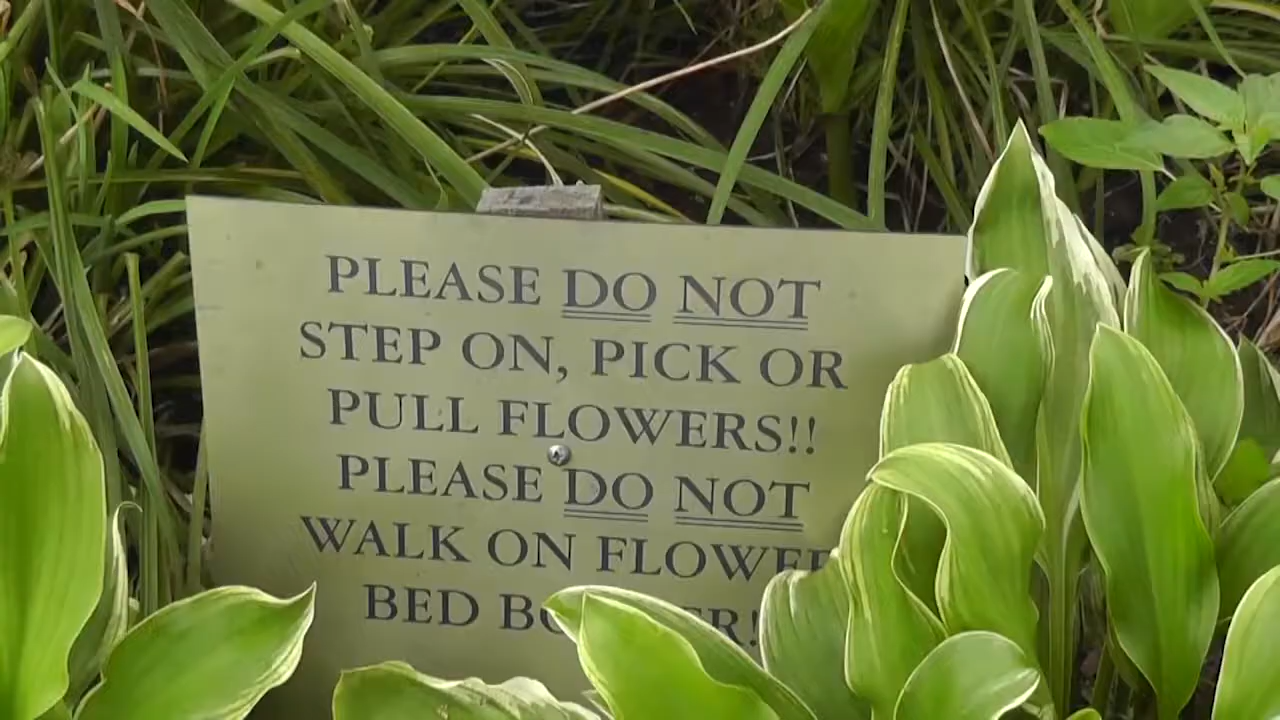 PLEASE DO NOT
STEP ON, PICK OR
PULL FLOWERS!!
PLEASE DO NOT
WALK ON FLOWER
BED